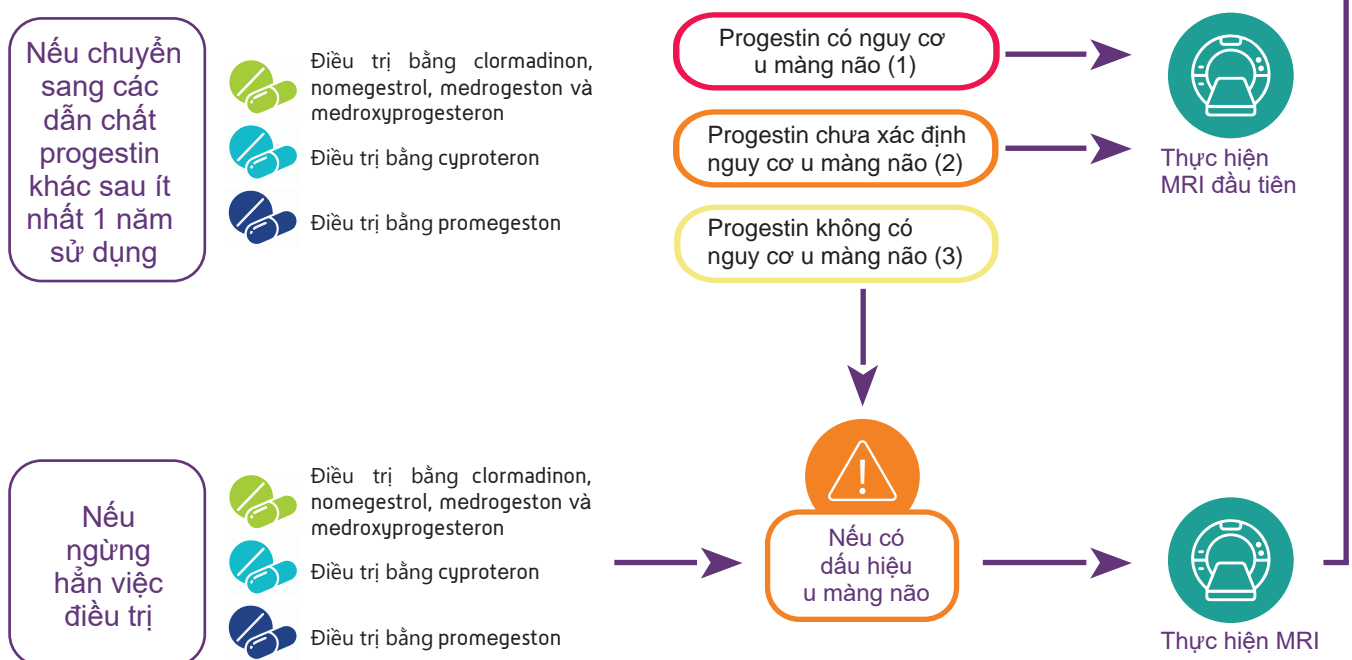 Nếu chuyển
sang các
dẫn chất
progestin
khác sau ít
nhất 1 năm
sử dụng
Điều trị bằng clormadinon,
nomegestrol, medrogeston và
medroxyprogesteron
Điều trị bằng cyproteron
Điều trị bằng promegeston
Progestin có nguy cơ
u màng não (1)
Progestin chưa xác định
nguy cơ u màng não (2)
Progestin không có
nguy cơ u màng não (3)
Thực hiện
MRI đầu tiên
Nếu
ngừng
hẳn việc
điều trị
Điều trị bằng clormadinon,
nomegestrol, medrogeston và
medroxyprogesteron
Điều trị bằng cyproteron
Điều trị bằng promegeston
Nếu có
dấu hiệu
u màng não
Thực hiện MRI